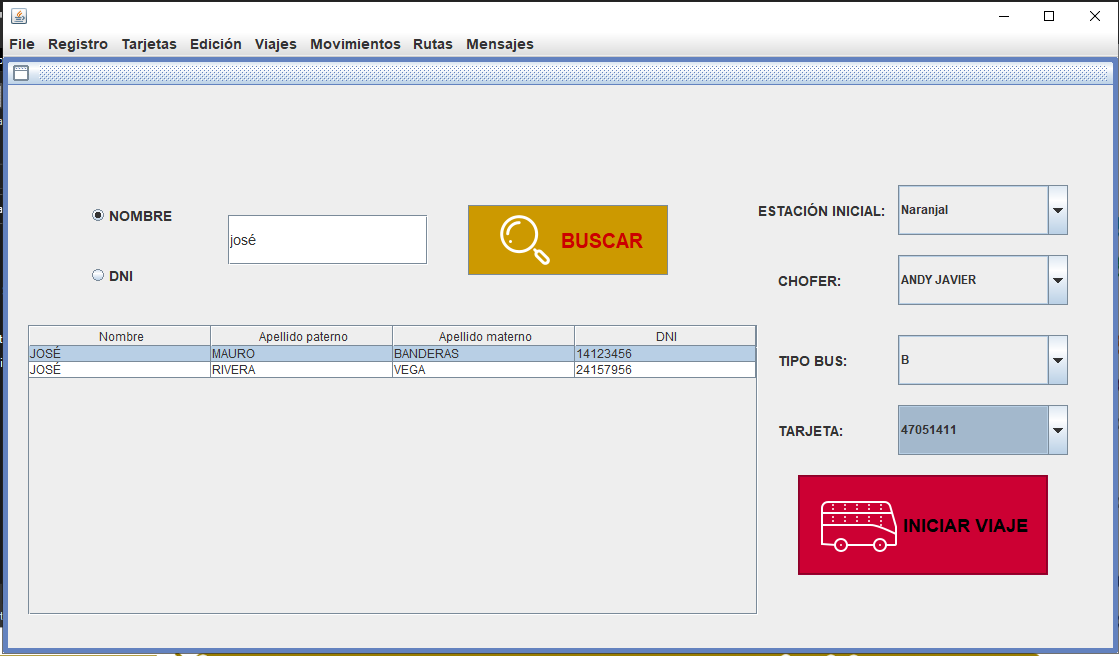 File Registro Tarjetas Edición Viajes Movimientos Rutas Mensajes
NOMBRE
DNI
josé
BUSCAR
Nombre Apellido paterno Apellido materno DNI
JOSÉ MAURO BANDERAS 14123456
JOSÉ RIVERA VEGA 24157956
ESTACIÓN INICIAL: Naranjal
CHOFER: ANDY JAVIER
TIPO BUS: B
TARJETA: 47051411
INICIAR VIAJE